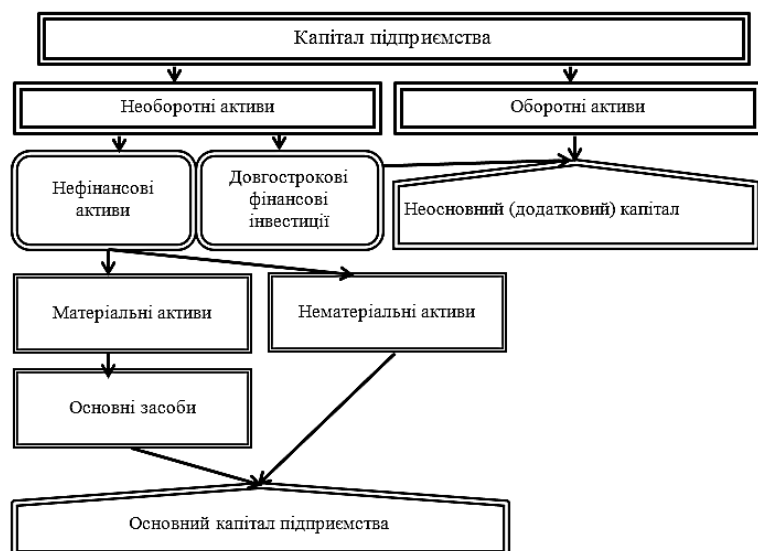 Капітал підприємства
Необоротні активи
Оборотні активи
Нефінансові
активи
Довгострокові
фінансові
інвестиції
Неосновний (додатковий) капітал
Матеріальні активи
Нематеріальні активи
Основні засоби
Основний капітал підприємства